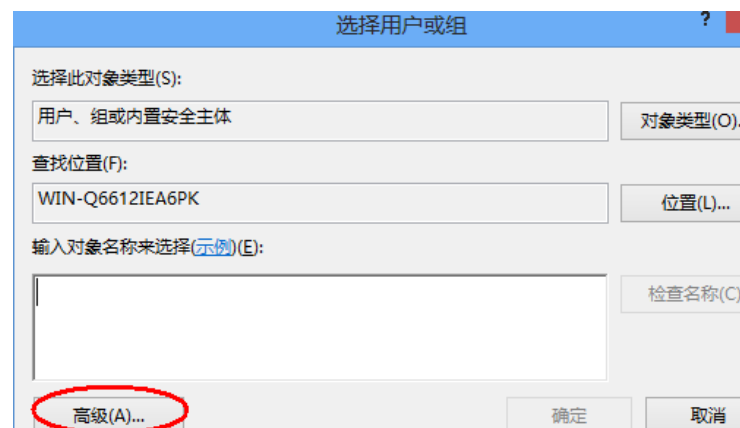 选择用户或组 ?
选择此对象类型(S):
用户、组或内置安全主体 对象类型(O).
查找位置(F):
WIN-Q6612IEA6PK 位置(L)...
输入对象名称来选择(示例)(E):
检查名称(C)
高级(A)... 确定 取消